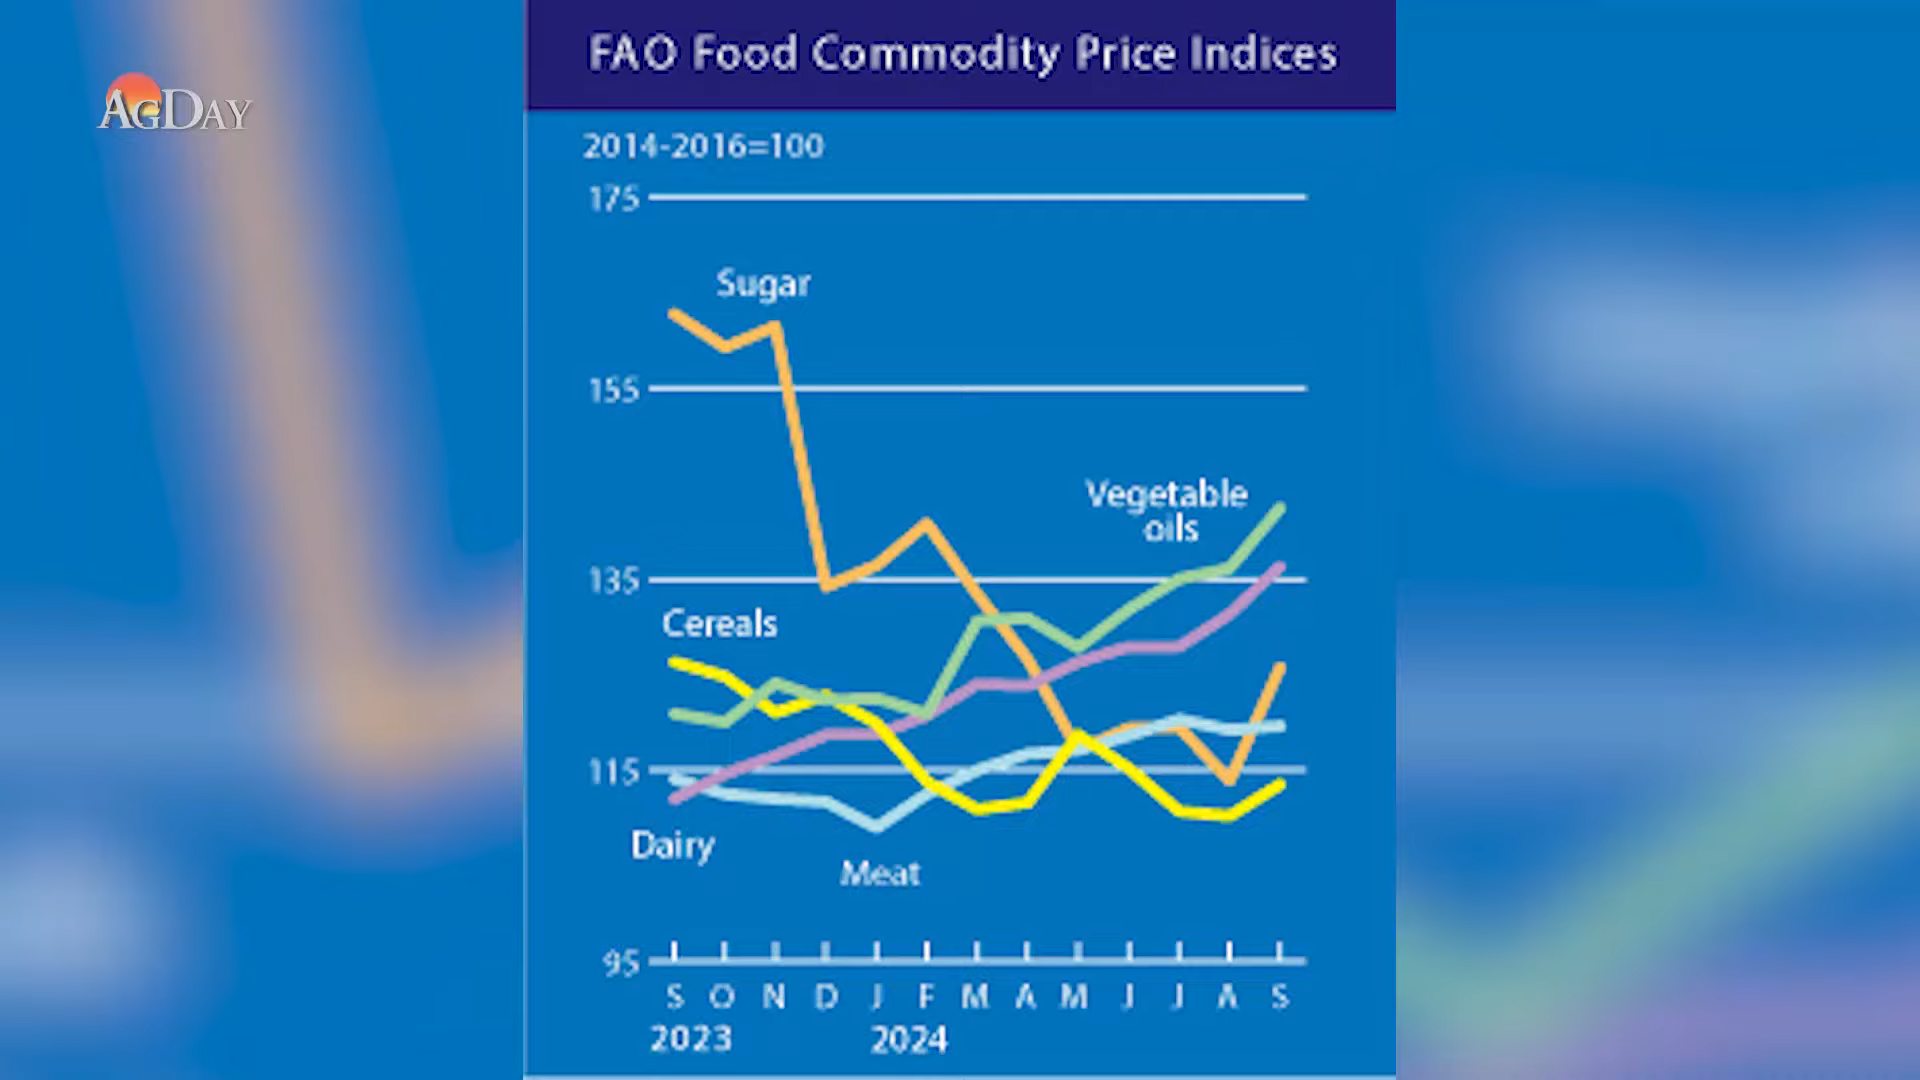 AGDAY
FAO Food Commodity Price Indices
2014-2016=100
175
Sugar
155
Vegetable
oils
135
Cereals
115
Dairy
Meat
95
S O N D J F M A M J J A S
2023 2024